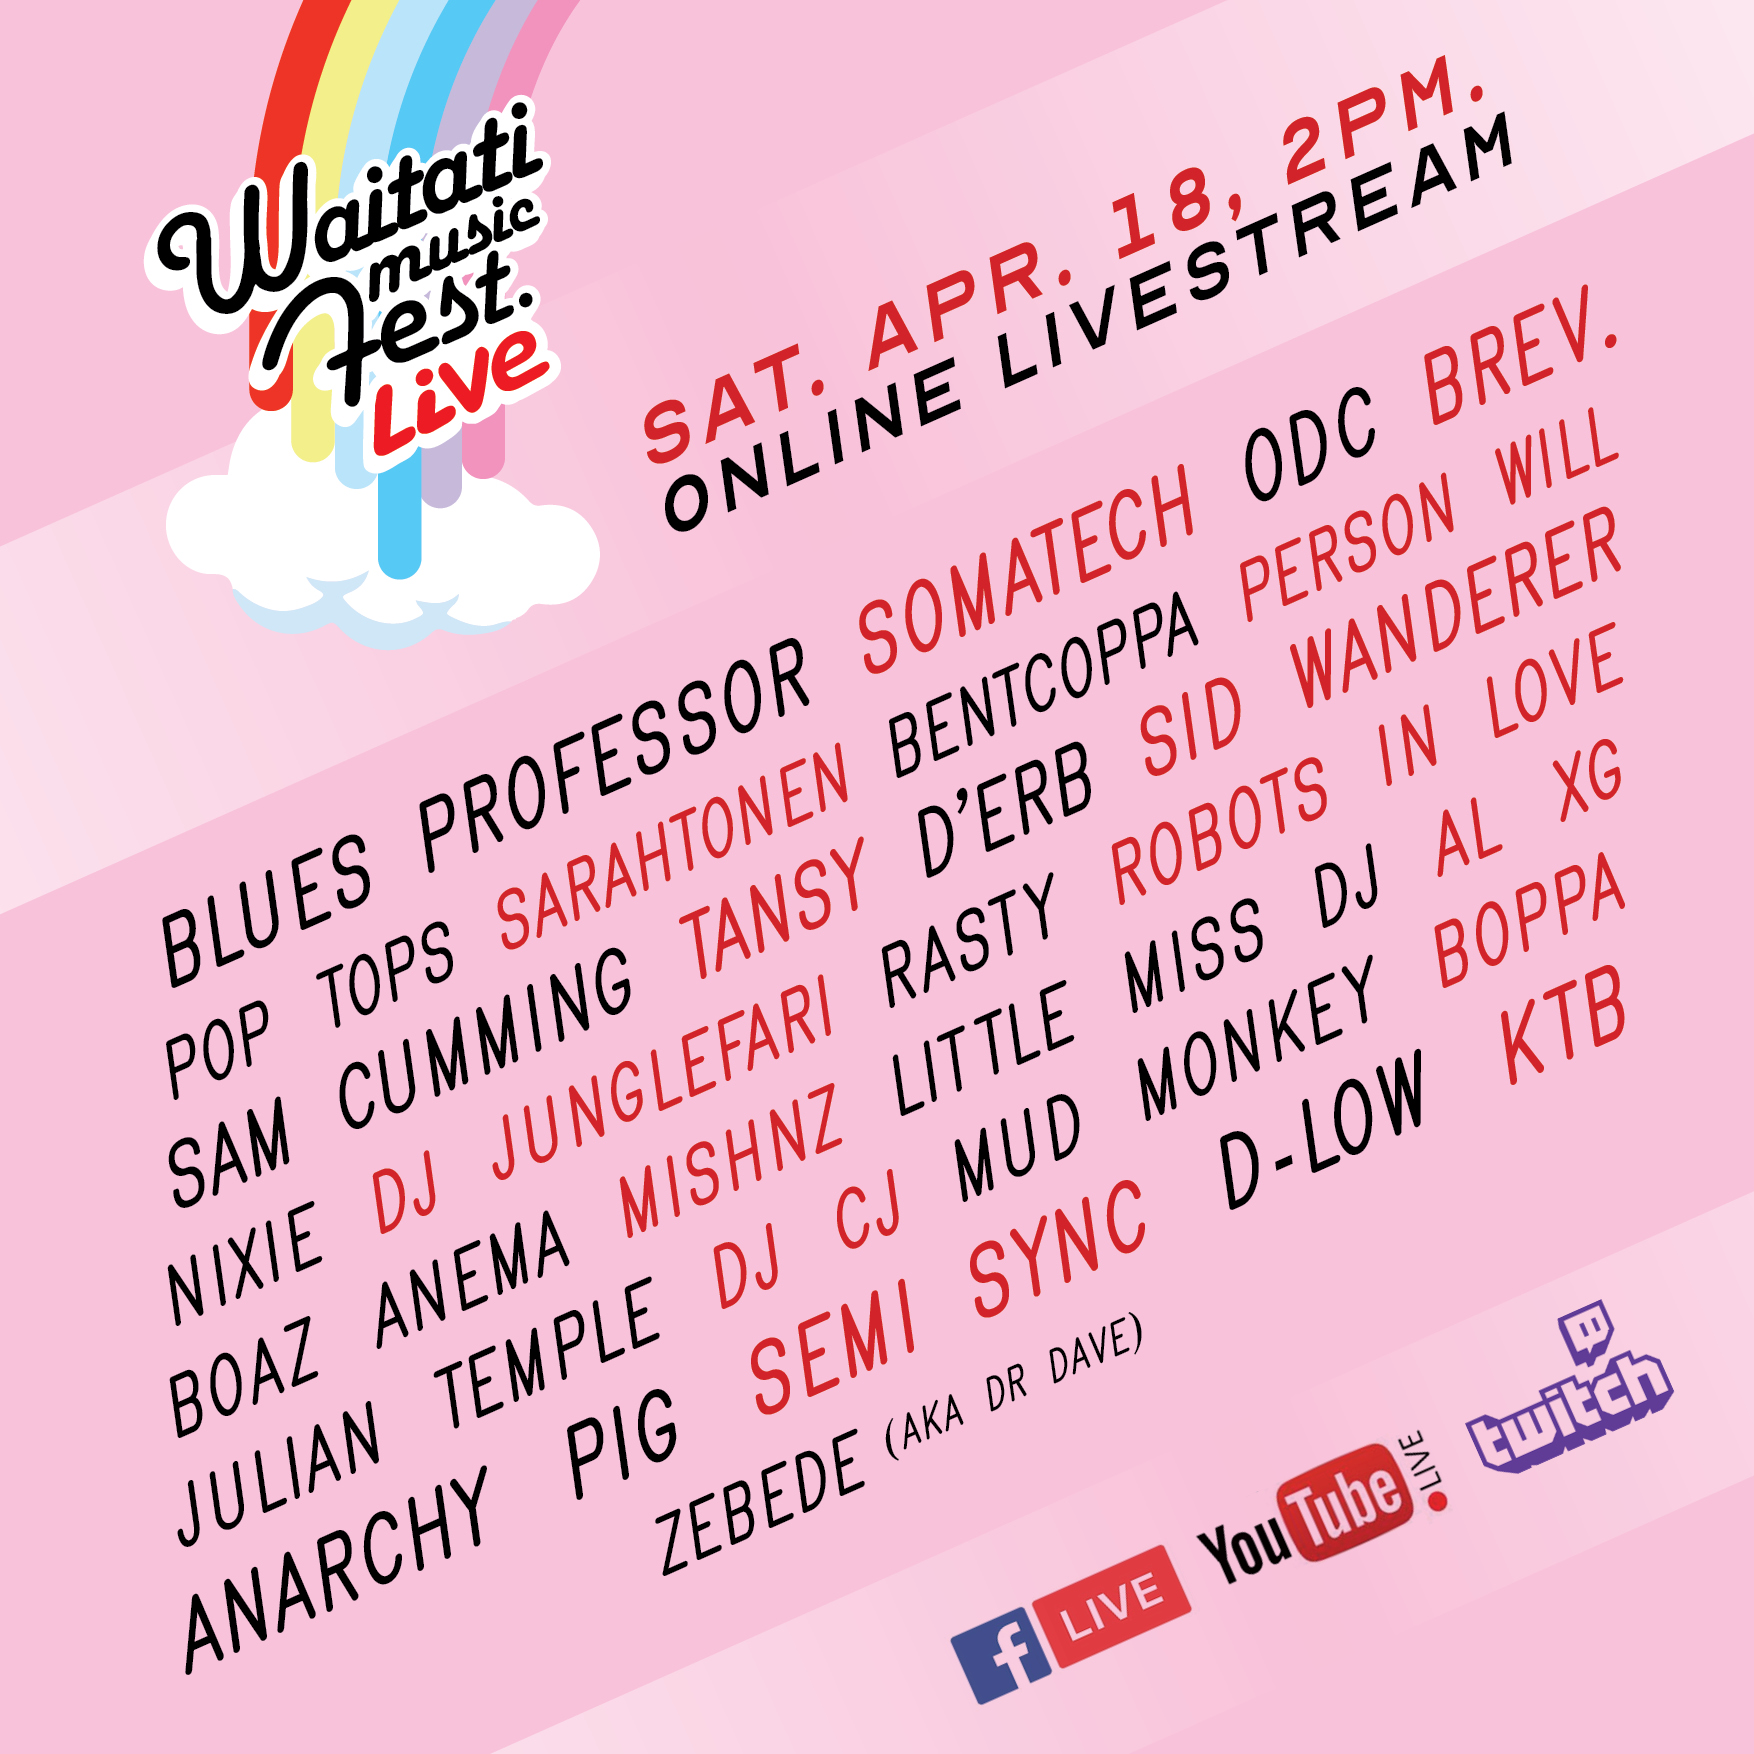 Waitati
music
Fest.
Live
SAT. APR. 18, 2PM.
ONLINE LIVESTREAM
BLUES PROFESSOR SOMATECH ODC BREV.
POP TOPS SARAHTONEN BENTCOPPA PERSON WILL
SAM CUMMING TANSY D'ERB SID WANDERER
NIXIE DJ JUNGLEFARI RASTY ROBOTS IN LOVE
BOAZ ANEMA MISHNZ LITTLE MISS DJ AL XG
JULIAN TEMPLE DJ CJ MUD MONKEY BOPPA
ANARCHY PIG SEMI SYNC D-LOW KTB
ZEBEDE (AKA DR DAVE)
f LIVE
YouTube LIVE
twitch